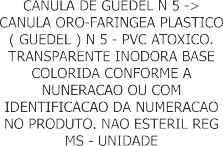 CANULA DE GUEDEL N 5 ->
CANULA ORO-FARINGEA PLASTICO
( GUEDEL ) N 5 - PVC ATOXICO.
TRANSPARENTE INODORA BASE
COLORIDA CONFORME A
NUNERACAO OU COM
IDENTIFICACAO DA NUMERACAO
NO PRODUTO. NAO ESTERIL REG
MS - UNIDADE